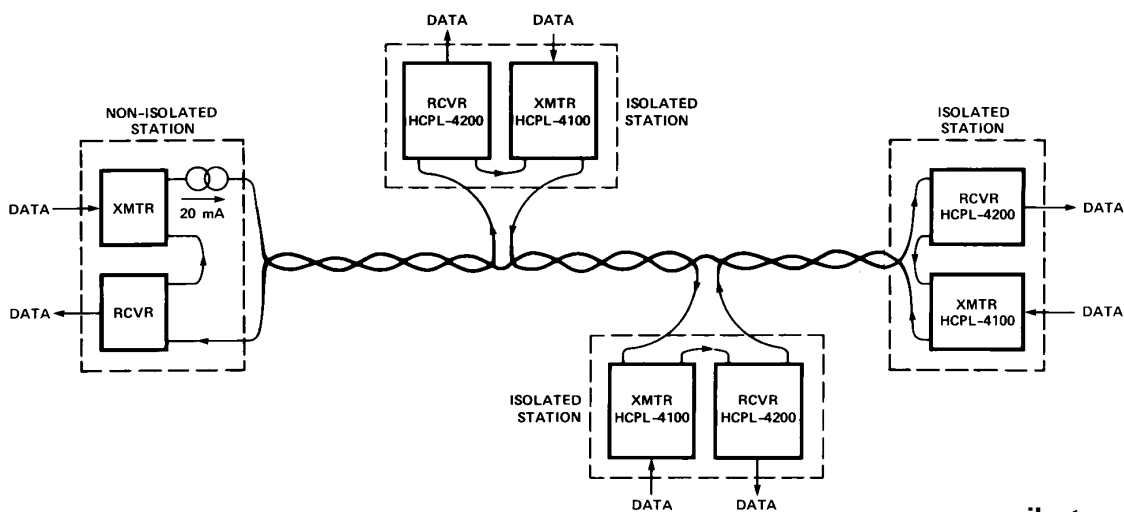 DATA
DATA
RCVR
HCPL-4200
XMTR
HCPL-4100
ISOLATED
STATION
NON-ISOLATED
STATION
DATA
XMTR
20 mA
DATA
RCVR
ISOLATED
STATION
RCVR
HCPL-4200
DATA
XMTR
HCPL-4100
DATA
ISOLATED
STATION
XMTR
HCPL-4100
RCVR
HCPL-4200
DATA
DATA